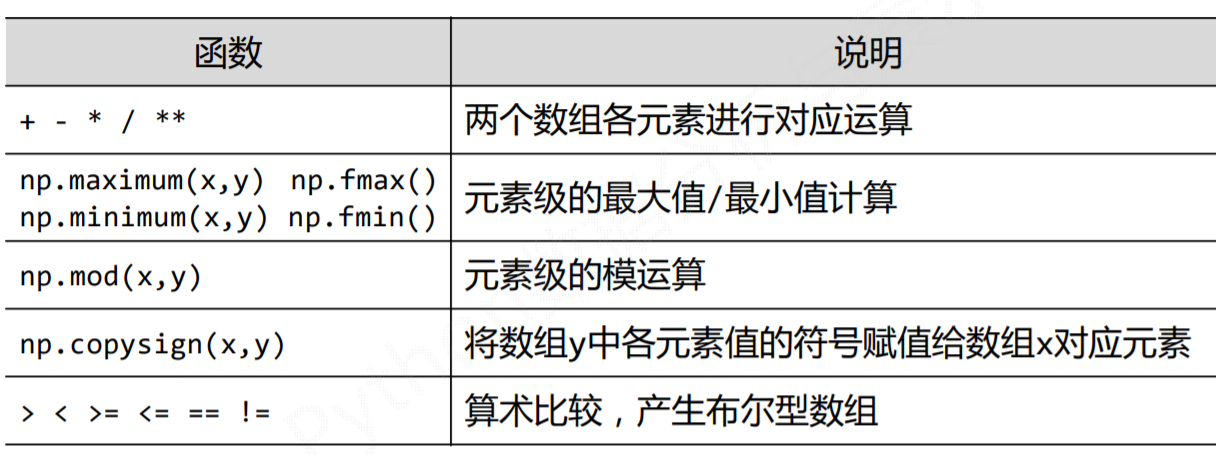 函数 说明
+ - * / ** 两个数组各元素进行对应运算
np.maximum(x,y) np.fmax()
np.minimum(x,y) np.fmin()
元素级的最大值/最小值计算
np.mod(x,y) 元素级的模运算
np.copysign(x,y) 将数组y中各元素值的符号赋值给数组x对应元素
> < >= <= == != 算术比较，产生布尔型数组